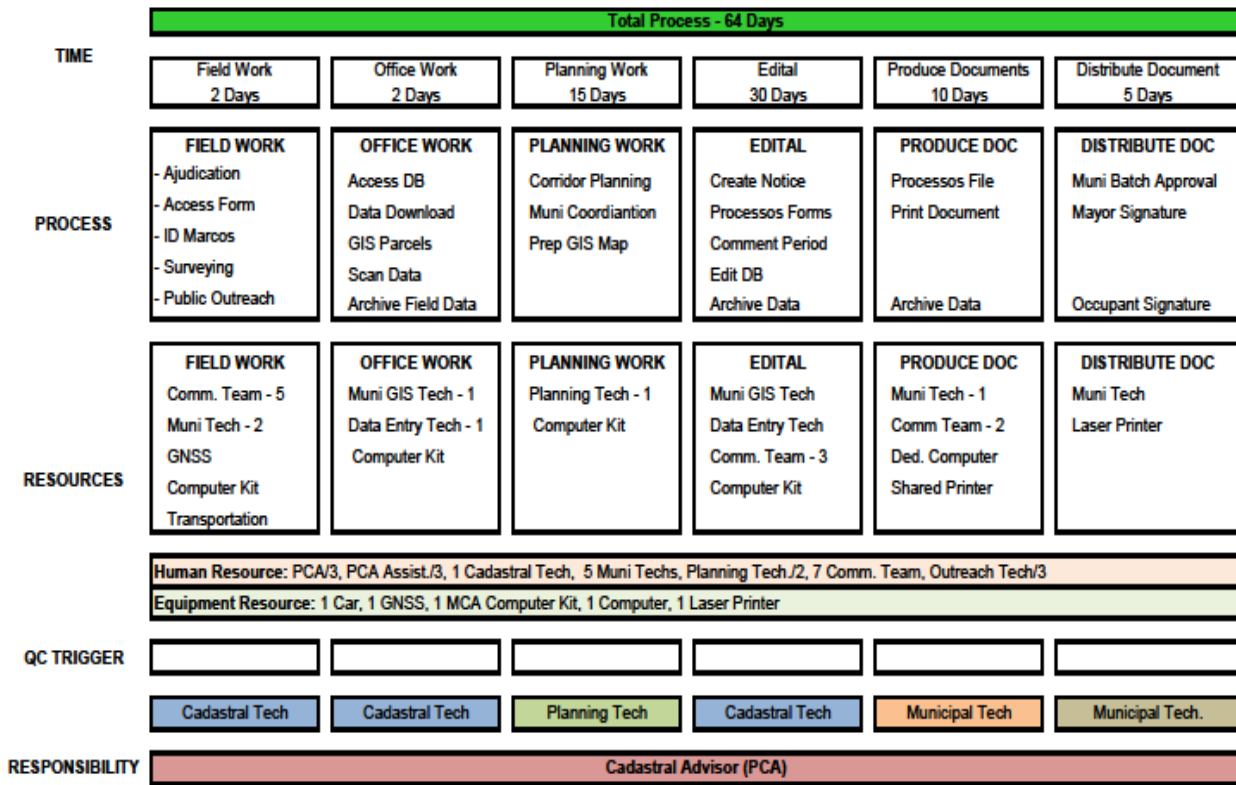 Total Process - 64 Days
TIME
Field Work
2 Days
Office Work
2 Days
Planning Work
15 Days
Edital
30 Days
Produce Documents
10 Days
Distribute Document
5 Days
PROCESS
FIELD WORK
- Ajudication
- Access Form
- ID Marcos
- Surveying
- Public Outreach
OFFICE WORK
Access DB
Data Download
GIS Parcels
Scan Data
Archive Field Data
PLANNING WORK
Corridor Planning
Muni Coordiantion
Prep GIS Map
EDITAL
Create Notice
Processos Forms
Comment Period
Edit DB
Archive Data
PRODUCE DOC
Processos File
Print Document
Archive Data
DISTRIBUTE DOC
Muni Batch Approval
Mayor Signature
Occupant Signature
RESOURCES
FIELD WORK
Comm. Team - 5
Muni Tech - 2
GNSS
Computer Kit
Transportation
OFFICE WORK
Muni GIS Tech - 1
Data Entry Tech - 1
Computer Kit
PLANNING WORK
Planning Tech - 1
Computer Kit
EDITAL
Muni GIS Tech
Data Entry Tech
Comm. Team - 3
Computer Kit
PRODUCE DOC
Muni Tech - 1
Comm Team - 2
Ded. Computer
Shared Printer
DISTRIBUTE DOC
Muni Tech
Laser Printer
Human Resource: PCA/3, PCA Assist./3, 1 Cadastral Tech, 5 Muni Techs, Planning Tech./2, 7 Comm. Team, Outreach Tech/3
Equipment Resource: 1 Car, 1 GNSS, 1 MCA Computer Kit, 1 Computer, 1 Laser Printer
QC TRIGGER
Cadastral Tech
Cadastral Tech
Planning Tech
Cadastral Tech
Municipal Tech
Municipal Tech.
RESPONSIBILITY
Cadastral Advisor (PCA)